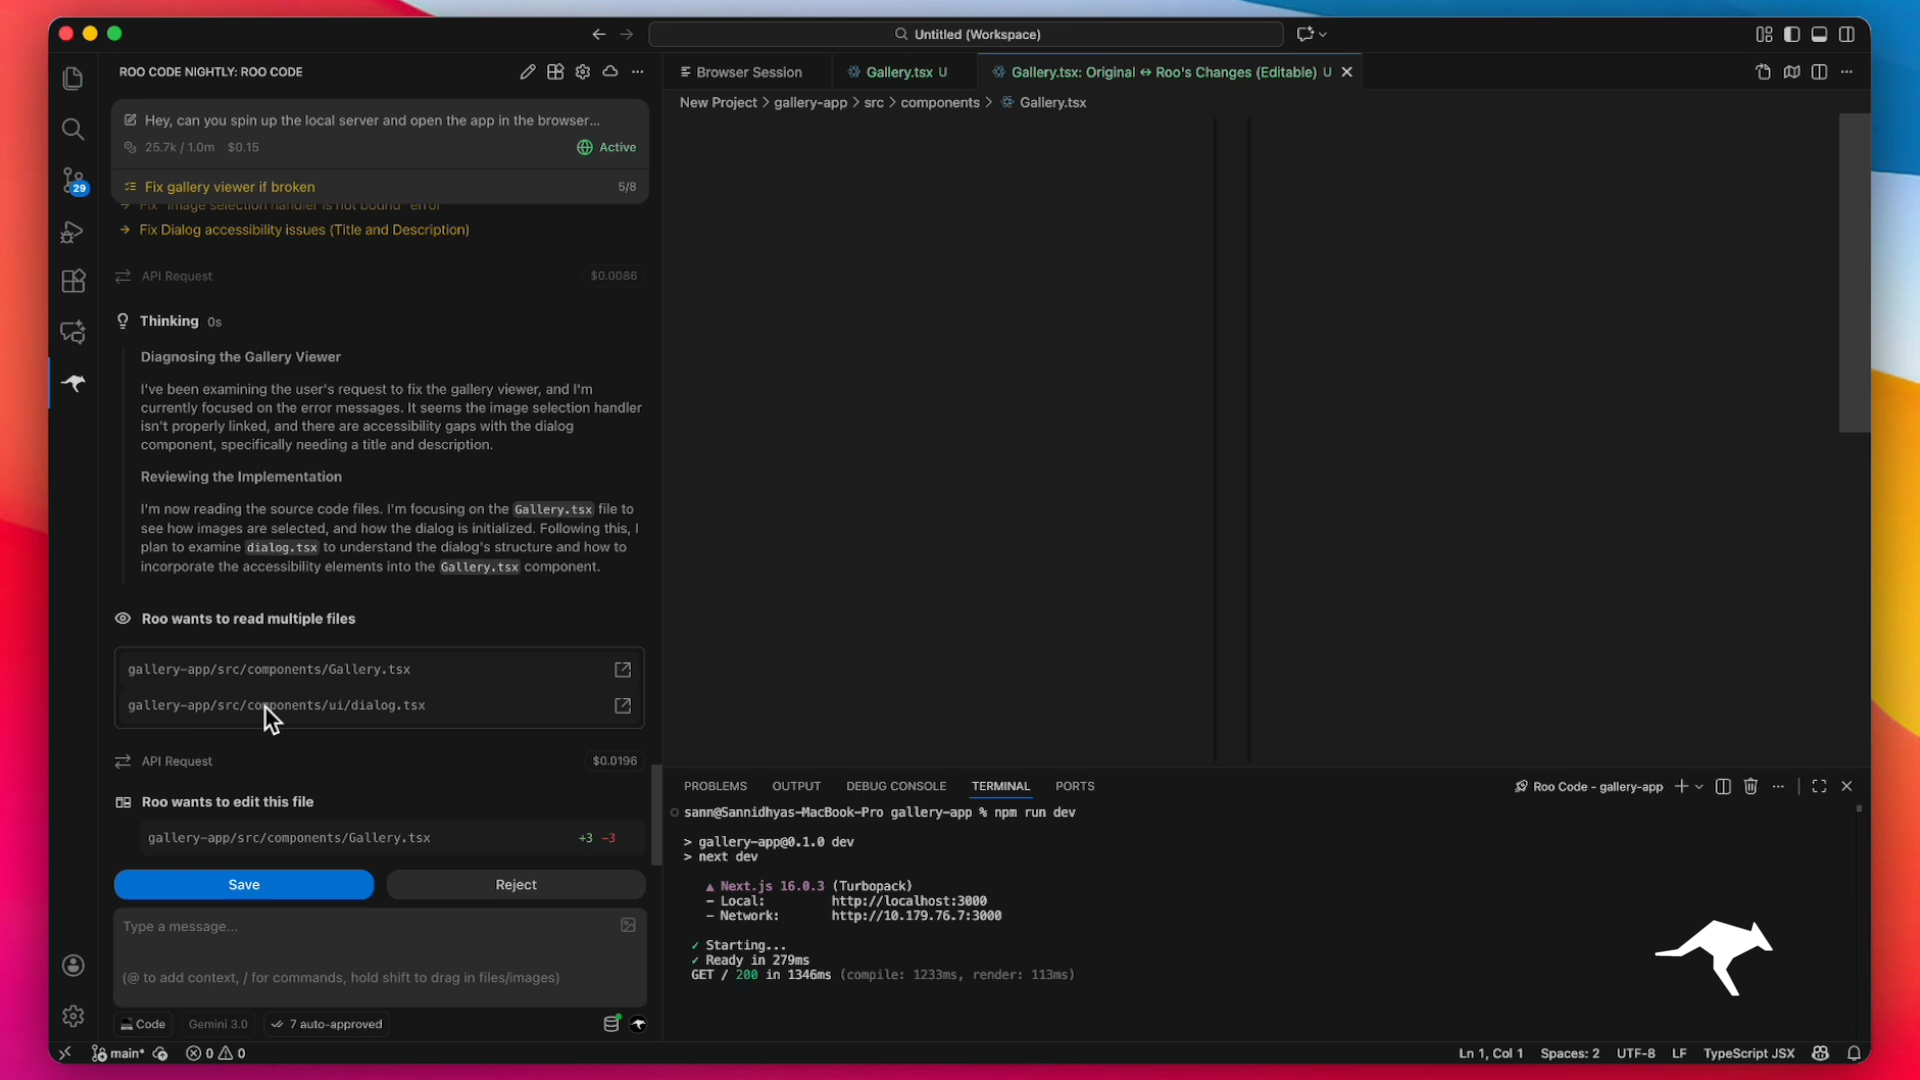 Untitled (Workspace)
ROO CODE NIGHTLY: ROO CODE
Hey, can you spin up the local server and open the app in the browser...
25.7k / 1.0m $0.15
Active
Fix gallery viewer if broken
5/8
Fix "Image selection handler is not bound" error
Fix Dialog accessibility issues (Title and Description)
API Request
$0.0086
Thinking 0s
Diagnosing the Gallery Viewer
I've been examining the user's request to fix the gallery viewer, and I'm
currently focused on the error messages. It seems the image selection handler
isn't properly linked, and there are accessibility gaps with the dialog
component, specifically needing a title and description.
Reviewing the Implementation
I'm now reading the source code files. I'm focusing on the Gallery.tsx file to
see how images are selected, and how the dialog is initialized. Following this, I
plan to examine dialog.tsx to understand the dialog's structure and how to
incorporate the accessibility elements into the Gallery.tsx component.
Roo wants to read multiple files
gallery-app/src/components/Gallery.tsx
gallery-app/src/components/ui/dialog.tsx
API Request
$0.0196
Roo wants to edit this file
gallery-app/src/components/Gallery.tsx
+3 -3
Save
Reject
Type a message...
(@ to add context, / for commands, hold shift to drag in files/images)
Code
Gemini 3.0
7 auto-approved
29
Browser Session
Gallery.tsx U
Gallery.tsx: Original ↔ Roo's Changes (Editable) U
New Project > gallery-app > src > components > Gallery.tsx
PROBLEMS
OUTPUT
DEBUG CONSOLE
TERMINAL
PORTS
Roo Code - gallery-app
sann@Sannidhyas-MacBook-Pro gallery-app % npm run dev
> gallery-app@0.1.0 dev
> next dev
▲ Next.js 16.0.3 (Turbopack)
- Local: http://localhost:3000
- Network: http://10.179.76.7:3000
✓ Starting...
✓ Ready in 279ms
GET / 200 in 1346ms (compile: 1233ms, render: 113ms)
main*
0
0
Ln 1, Col 1
Spaces: 2
UTF-8
LF
TypeScript JSX